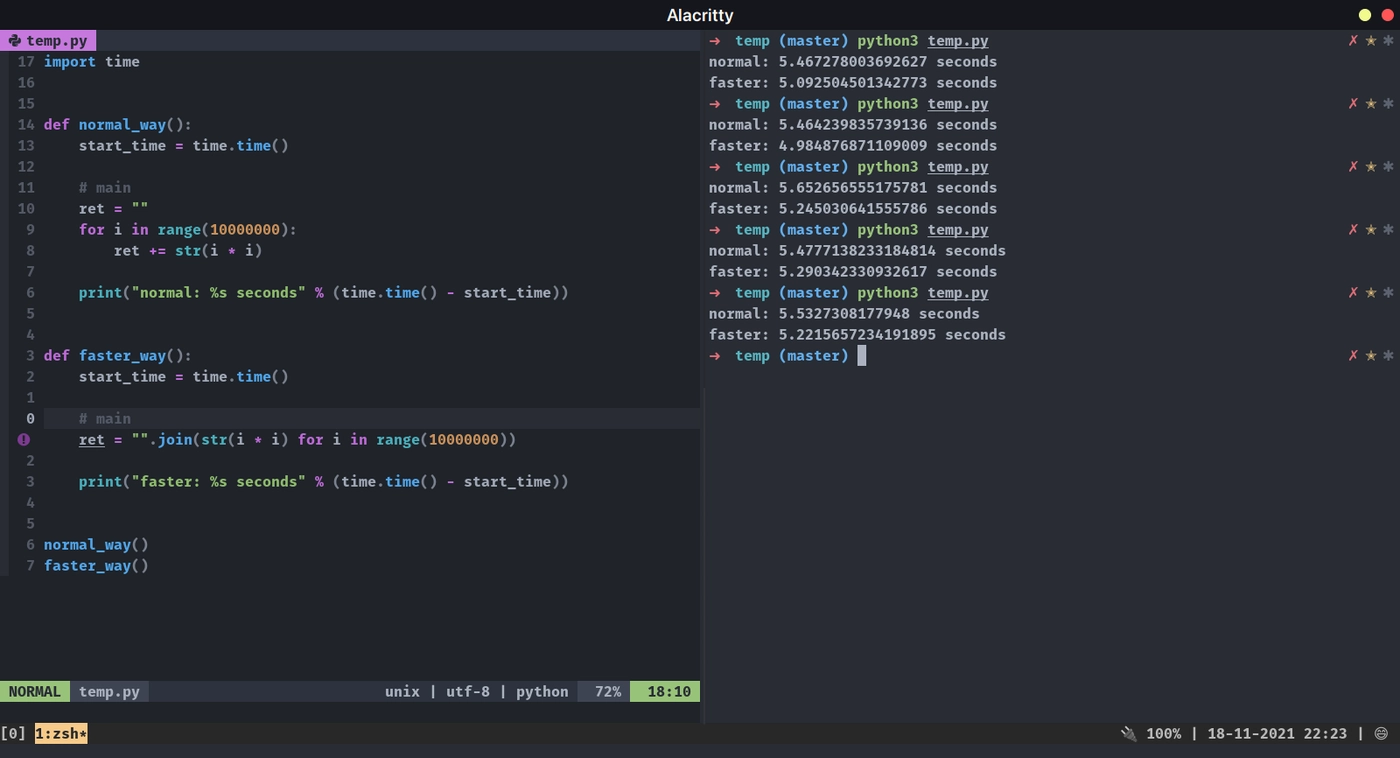 Alacritty
temp.py
17 import time
16
15
14 def normal_way():
13     start_time = time.time()
12
11     # main
10     ret = ""
9     for i in range(10000000):
8         ret += str(i * i)
7
6     print("normal: %s seconds" % (time.time() - start_time))
5
4
3 def faster_way():
2     start_time = time.time()
1
0     # main
!     ret = "".join(str(i * i) for i in range(10000000))
2
3     print("faster: %s seconds" % (time.time() - start_time))
4
5
6 normal_way()
7 faster_way()
NORMAL temp.py unix | utf-8 | python 72% 18:10
➜ temp (master) python3 temp.py ✗ ✭ ✱
normal: 5.467278003692627 seconds
faster: 5.092504501342773 seconds
➜ temp (master) python3 temp.py ✗ ✭ ✱
normal: 5.464239835739136 seconds
faster: 4.984876871109009 seconds
➜ temp (master) python3 temp.py ✗ ✭ ✱
normal: 5.652656555175781 seconds
faster: 5.245030641555786 seconds
➜ temp (master) python3 temp.py ✗ ✭ ✱
normal: 5.4777138233184814 seconds
faster: 5.290342330932617 seconds
➜ temp (master) python3 temp.py ✗ ✭ ✱
normal: 5.5327308177948 seconds
faster: 5.2215657234191895 seconds
➜ temp (master) ✗ ✭ ✱
[0] 1:zsh* 🔌 100% | 18-11-2021 22:23 | 😄